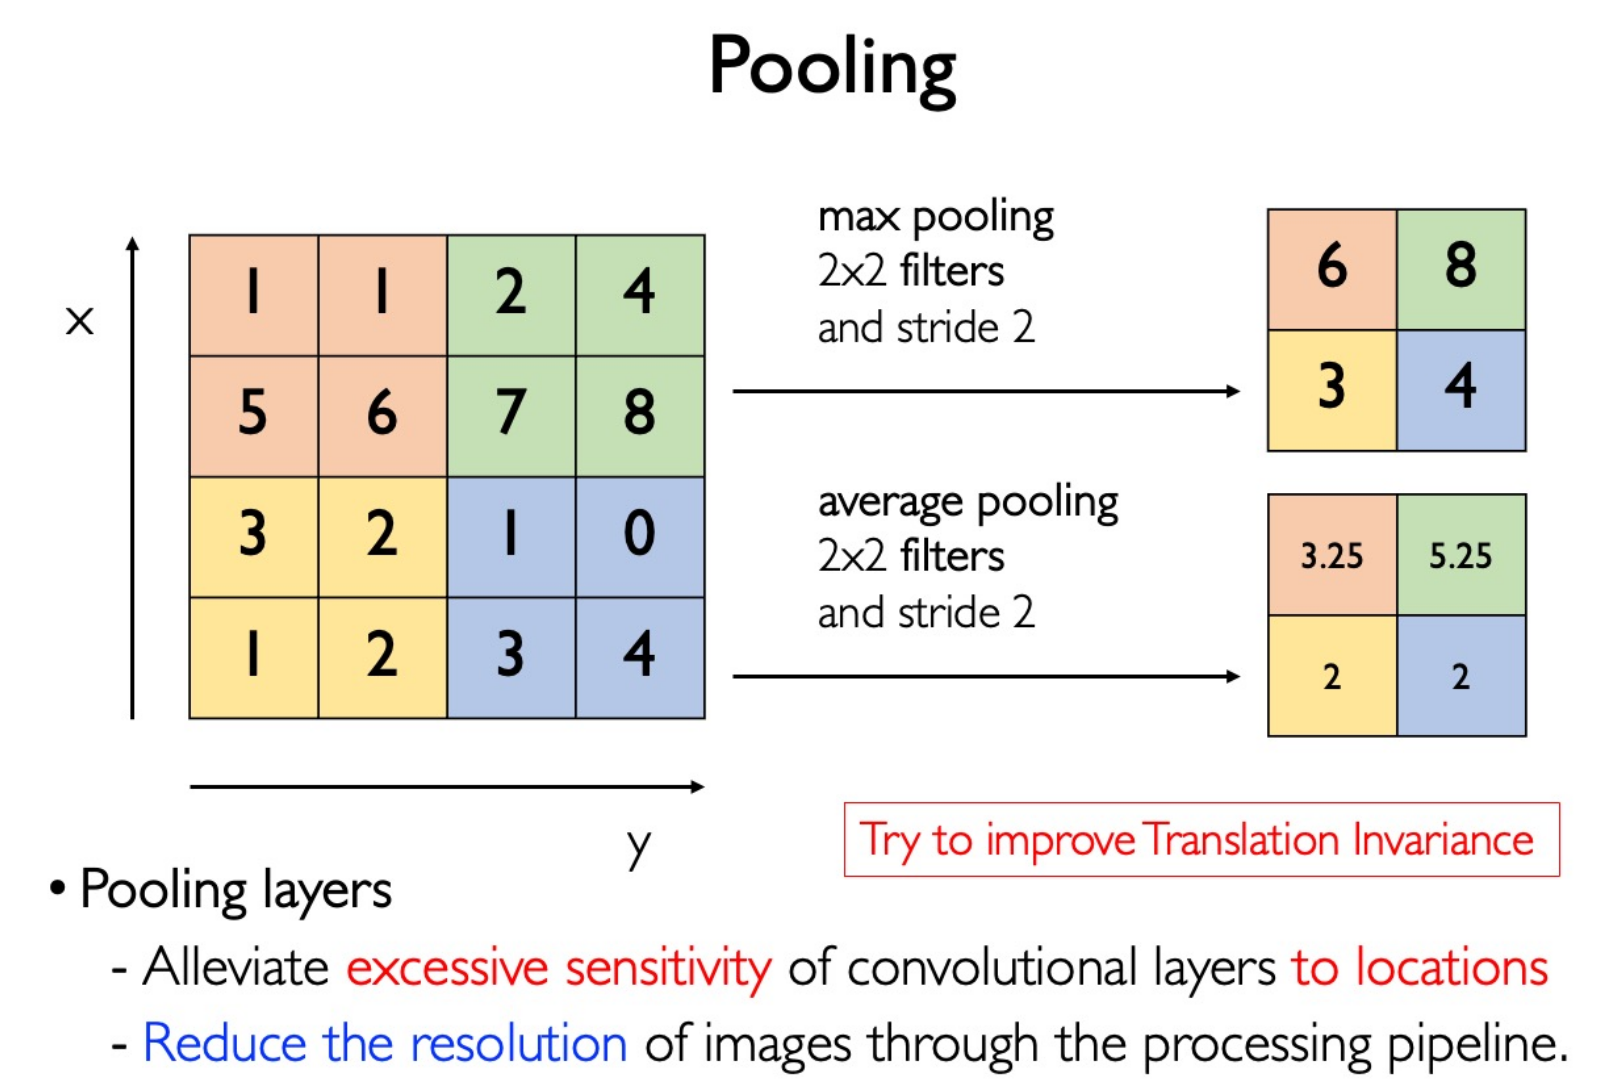 Pooling
x
1 1 2 4
5 6 7 8
3 2 1 0
1 2 3 4
y
max pooling
2x2 filters
and stride 2
6 8
3 4
average pooling
2x2 filters
and stride 2
3.25 5.25
2 2
Try to improve Translation Invariance
• Pooling layers
- Alleviate excessive sensitivity of convolutional layers to locations
- Reduce the resolution of images through the processing pipeline.